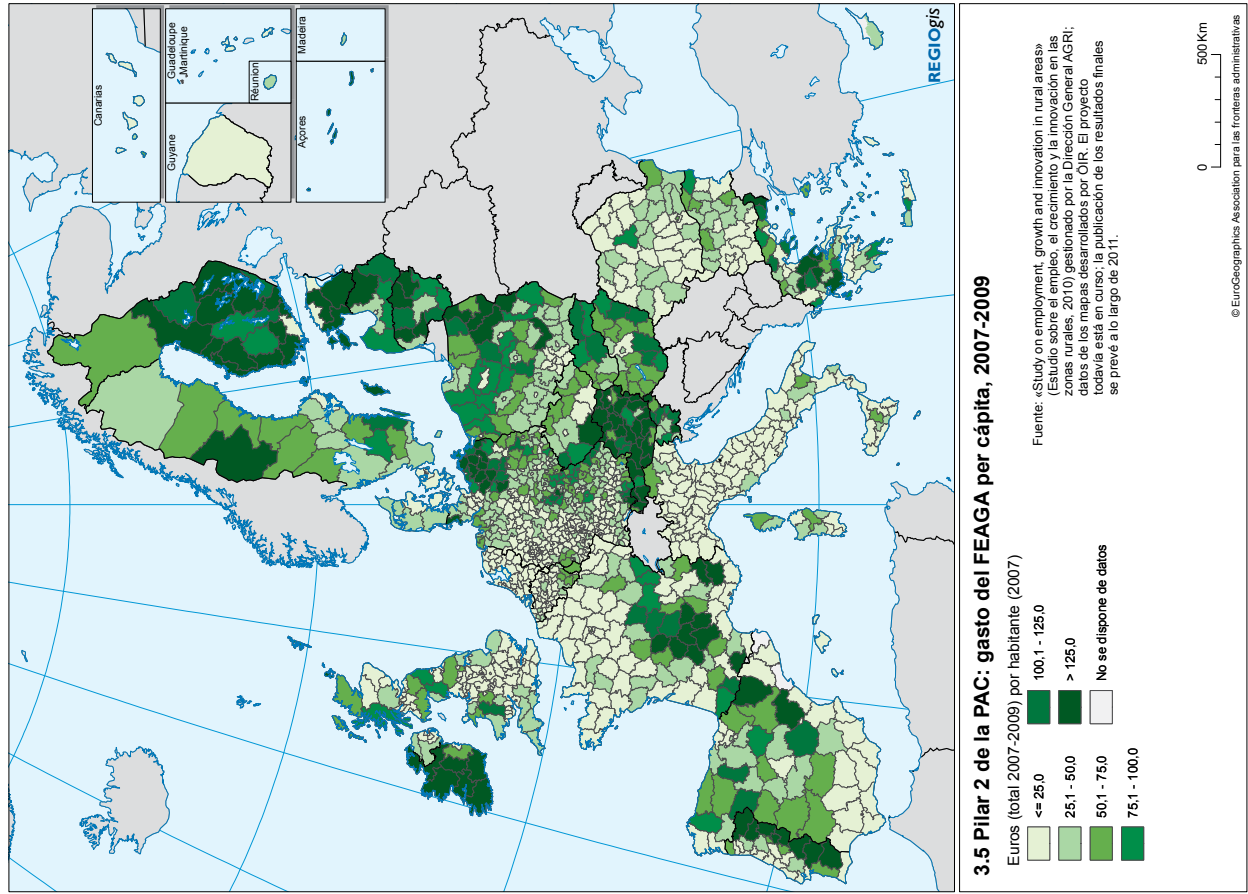 Canarias
Guyane
Guadeloupe
Martinique
Réunion
Açores
Madeira
REGIOgis
3.5 Pilar 2 de la PAC: gasto del FEAGA per cápita, 2007-2009
Euros (total 2007-2009) por habitante (2007)
<= 25,0
25,1 - 50,0
50,1 - 75,0
75,1 - 100,0
100,1 - 125,0
> 125,0
No se dispone de datos
Fuente: «Study on employment, growth and innovation in rural areas»
(Estudio sobre el empleo, el crecimiento y la innovación en las
zonas rurales, 2010) gestionado por la Dirección General AGRI;
datos de los mapas desarrollados por ÖIR. El proyecto
todavía está en curso; la publicación de los resultados finales
se prevé a lo largo de 2011.
0 500 Km
© EuroGeographics Association para las fronteras administrativas